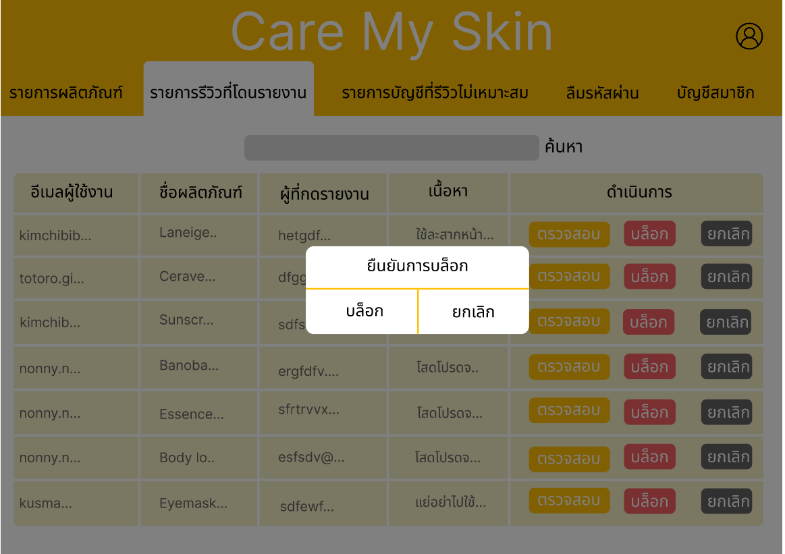 Care My Skin
รายการผลิตภัณฑ์ รายการรีวิวที่โดนรายงาน รายการบัญชีที่รีวิวไม่เหมาะสม ลืมรหัสผ่าน บัญชีสมาชิก
ค้นหา
อีเมลผู้ใช้งาน ชื่อผลิตภัณฑ์ ผู้ที่กดรายงาน เนื้อหา ดำเนินการ
kimchibib... Laneige.. hetgdf... ใช้ละสากหน้า... ตรวจสอบ บล็อก ยกเลิก
ยืนยันการบล็อก
totoro.gi... Cerave... dfgg ตรวจสอบ บล็อก ยกเลิก
บล็อก ยกเลิก
kimchib... Sunscr... sdfs ตรวจสอบ บล็อก ยกเลิก
nonny.n... Banoba... ergfdfv.... โสดโปรดจ.. ตรวจสอบ บล็อก ยกเลิก
nonny.n... Essence... sfrtrvvx... โสดโปรดจ... ตรวจสอบ บล็อก ยกเลิก
nonny.n... Body lo.. esfsdv@... โสดโปรดจ... ตรวจสอบ บล็อก ยกเลิก
kusma... Eyemask... sdfewf... แย่อย่าไปใช้... ตรวจสอบ บล็อก ยกเลิก